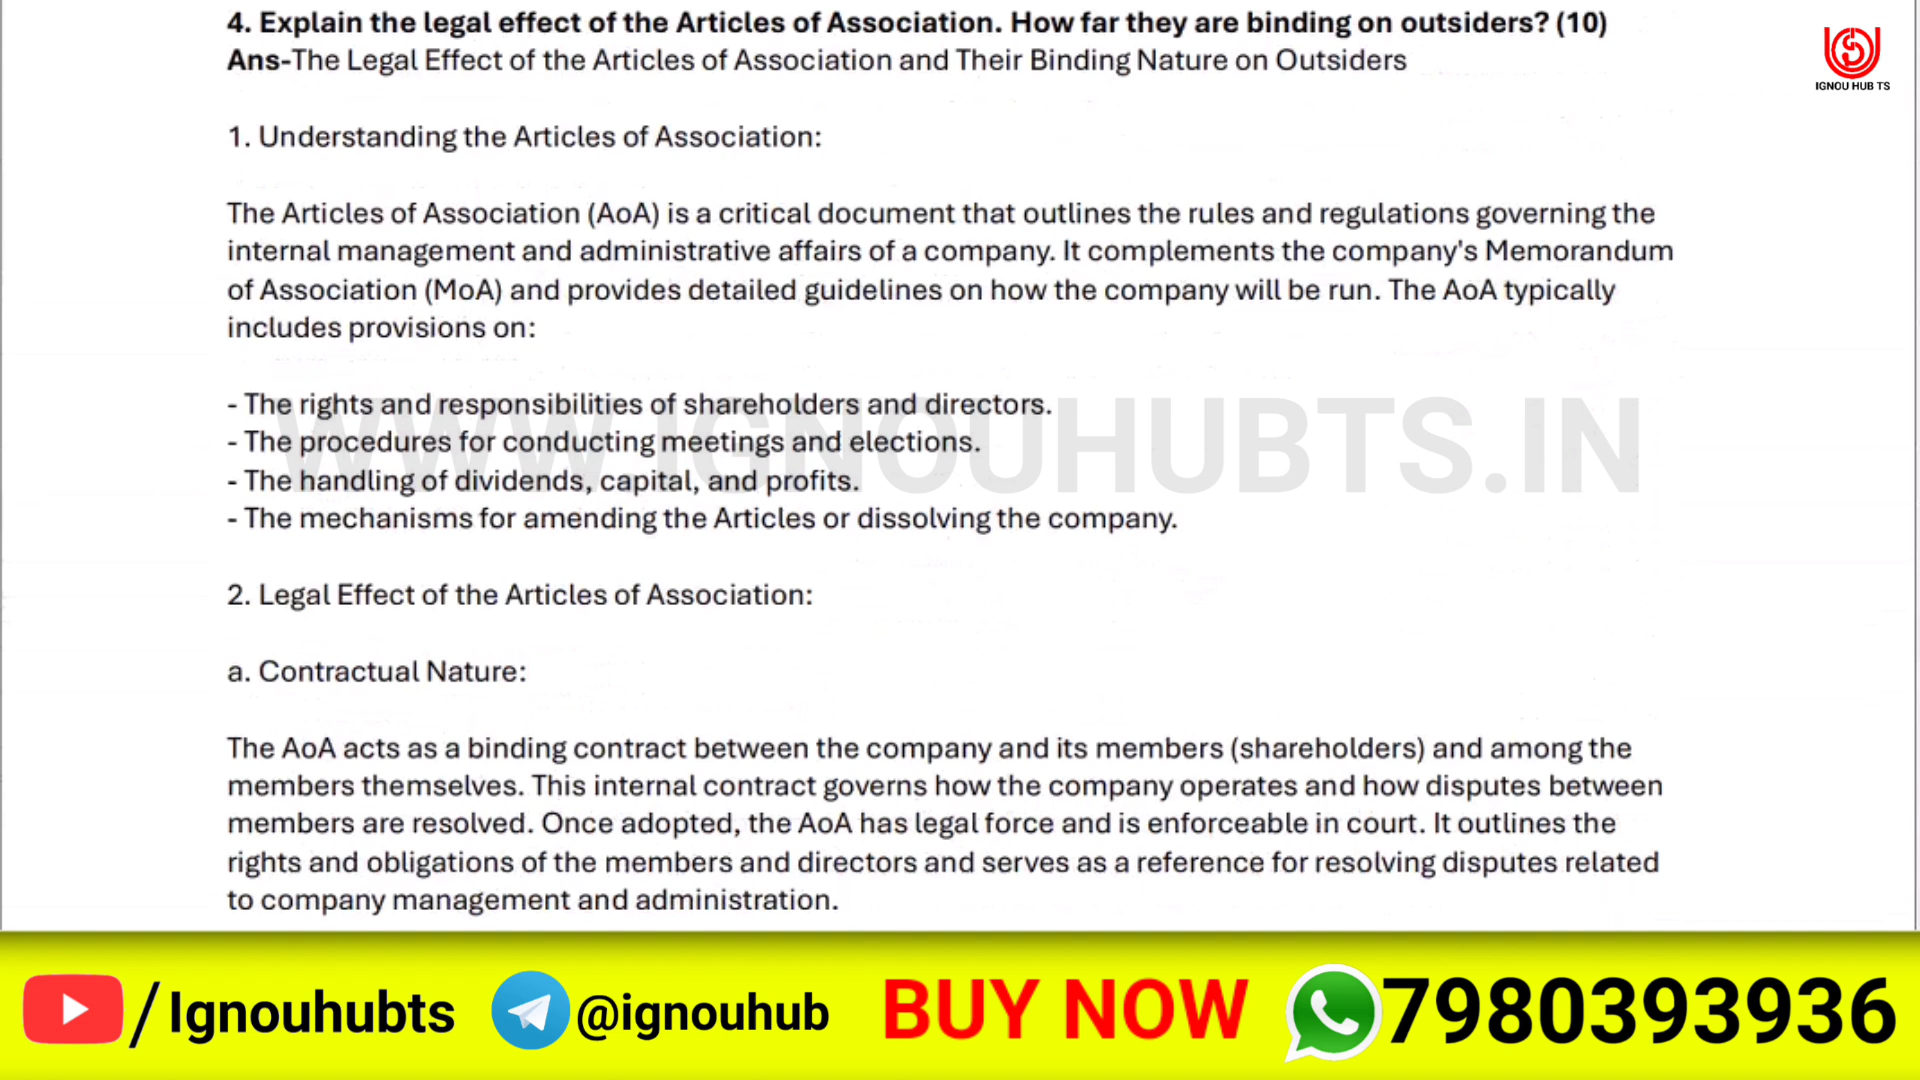 4. Explain the legal effect of the Articles of Association. How far they are binding on outsiders? (10)
Ans-The Legal Effect of the Articles of Association and Their Binding Nature on Outsiders
IGNOU HUB TS
1. Understanding the Articles of Association:
The Articles of Association (AoA) is a critical document that outlines the rules and regulations governing the
internal management and administrative affairs of a company. It complements the company's Memorandum
of Association (MoA) and provides detailed guidelines on how the company will be run. The AoA typically
includes provisions on:
- The rights and responsibilities of shareholders and directors.
- The procedures for conducting meetings and elections.
- The handling of dividends, capital, and profits.
- The mechanisms for amending the Articles or dissolving the company.
WWW.IGNOUHUBTS.IN
2. Legal Effect of the Articles of Association:
a. Contractual Nature:
The AoA acts as a binding contract between the company and its members (shareholders) and among the
members themselves. This internal contract governs how the company operates and how disputes between
members are resolved. Once adopted, the AoA has legal force and is enforceable in court. It outlines the
rights and obligations of the members and directors and serves as a reference for resolving disputes related
to company management and administration.
/Ignouhubts @ignouhub BUY NOW 7980393936